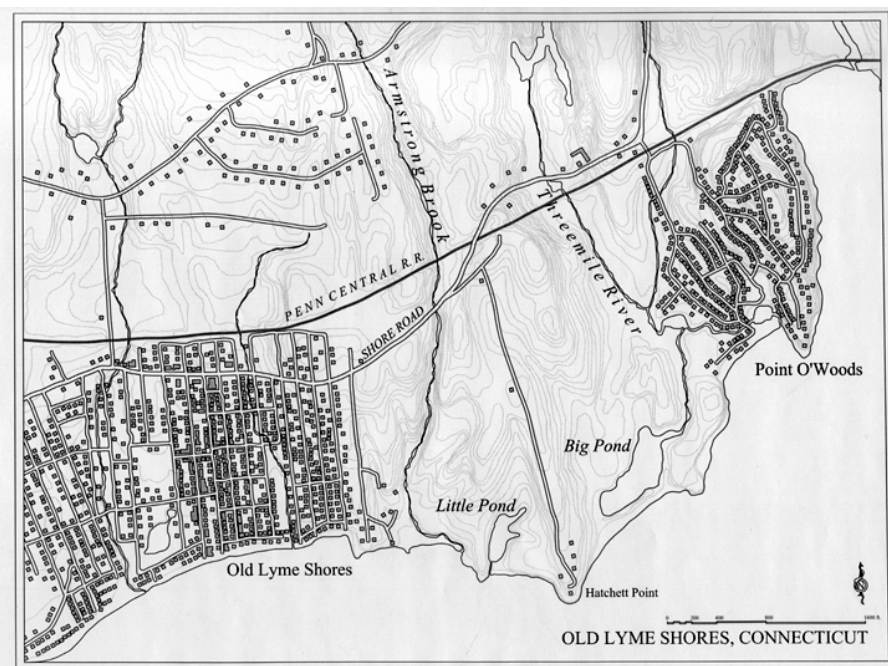 Armstrong Brook
Threemile River
PENN CENTRAL R.R.
SHORE ROAD
Point O'Woods
Big Pond
Little Pond
Old Lyme Shores
Hatchett Point
OLD LYME SHORES, CONNECTICUT